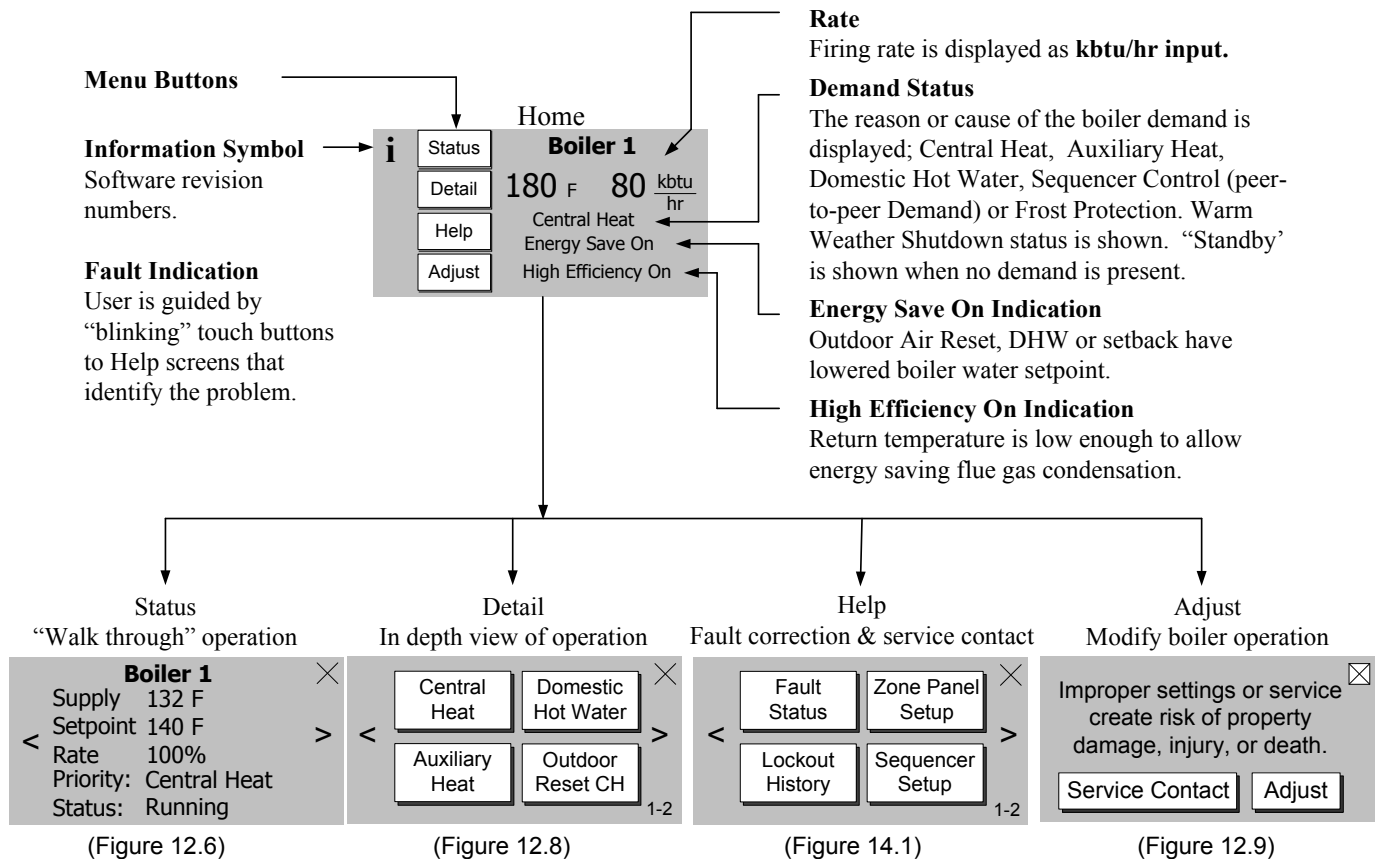 Menu Buttons
Information Symbol
Software revision
numbers.
Fault Indication
User is guided by
“blinking” touch buttons
to Help screens that
identify the problem.
Home
i
Status
Detail
Help
Adjust
Boiler 1
180 F 80 kbtu
hr
Central Heat
Energy Save On
High Efficiency On
Rate
Firing rate is displayed as kbtu/hr input.
Demand Status
The reason or cause of the boiler demand is
displayed; Central Heat, Auxiliary Heat,
Domestic Hot Water, Sequencer Control (peer-
to-peer Demand) or Frost Protection. Warm
Weather Shutdown status is shown. “Standby’
is shown when no demand is present.
Energy Save On Indication
Outdoor Air Reset, DHW or setback have
lowered boiler water setpoint.
High Efficiency On Indication
Return temperature is low enough to allow
energy saving flue gas condensation.
Status
“Walk through” operation
Boiler 1
Supply 132 F
Setpoint 140 F
< >
Rate 100%
Priority: Central Heat
Status: Running
(Figure 12.6)
Detail
In depth view of operation
Central
Heat
Domestic
Hot Water
< >
Auxiliary
Heat
Outdoor
Reset CH
1-2
(Figure 12.8)
Help
Fault correction & service contact
Fault
Status
Zone Panel
Setup
< >
Lockout
History
Sequencer
Setup
1-2
(Figure 14.1)
Adjust
Modify boiler operation
Improper settings or service
create risk of property
damage, injury, or death.
Service Contact
Adjust
(Figure 12.9)